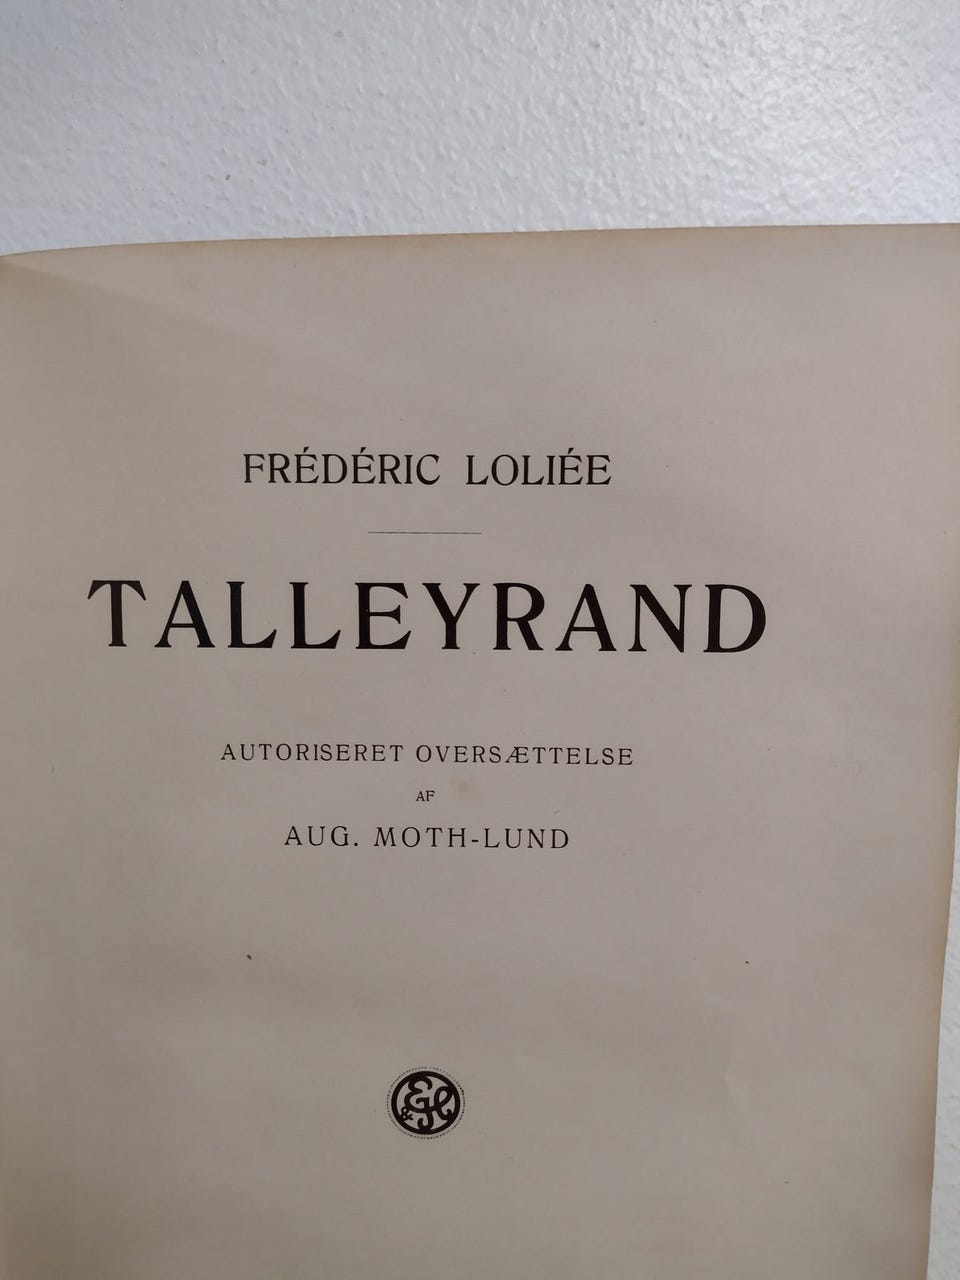 FRÉDÉRIC LOLIÉE
TALLEYRAND
AUTORISERET OVERSÆTTELSE
AF
AUG. MOTH-LUND
E&H